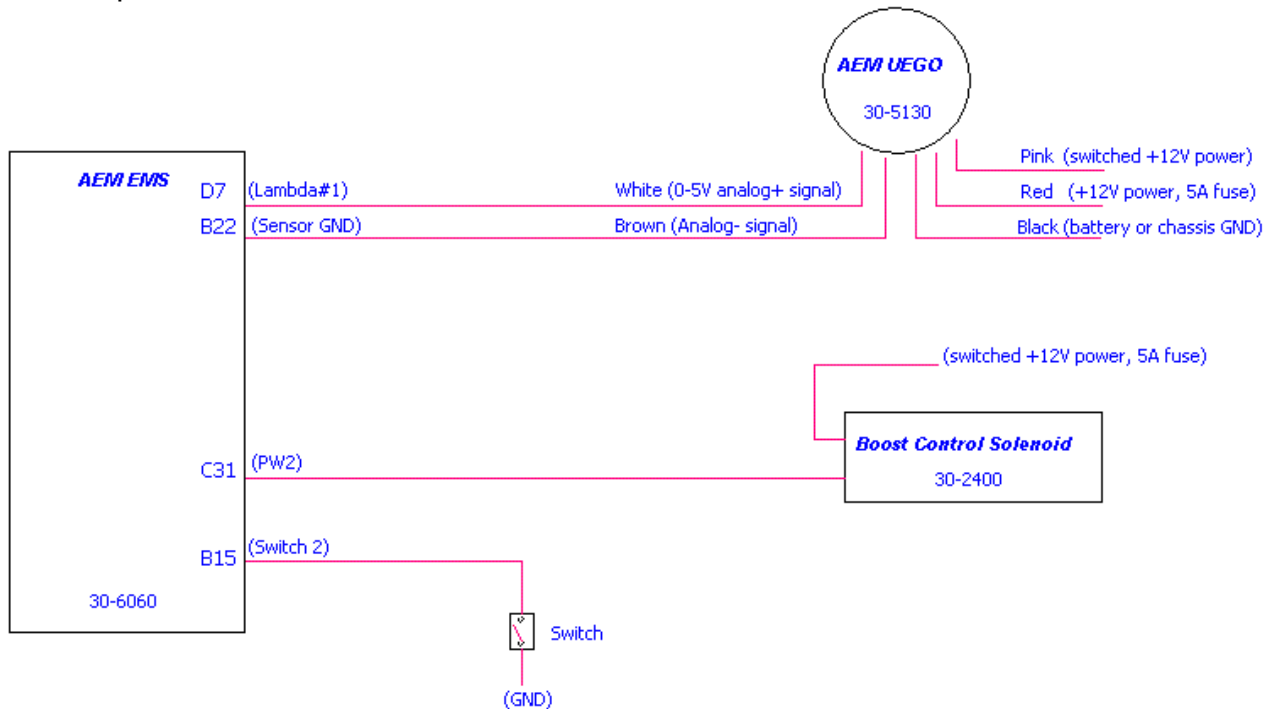 AEM UEGO
30-5130
Pink (switched +12V power)
Red (+12V power, 5A fuse)
Black (battery or chassis GND)
AEM EMS
D7 (Lambda#1) White (0-5V analog+ signal)
B22 (Sensor GND) Brown (Analog- signal)
(switched +12V power, 5A fuse)
Boost Control Solenoid
30-2400
C31 (PW2)
B15 (Switch 2)
30-6060
Switch
(GND)